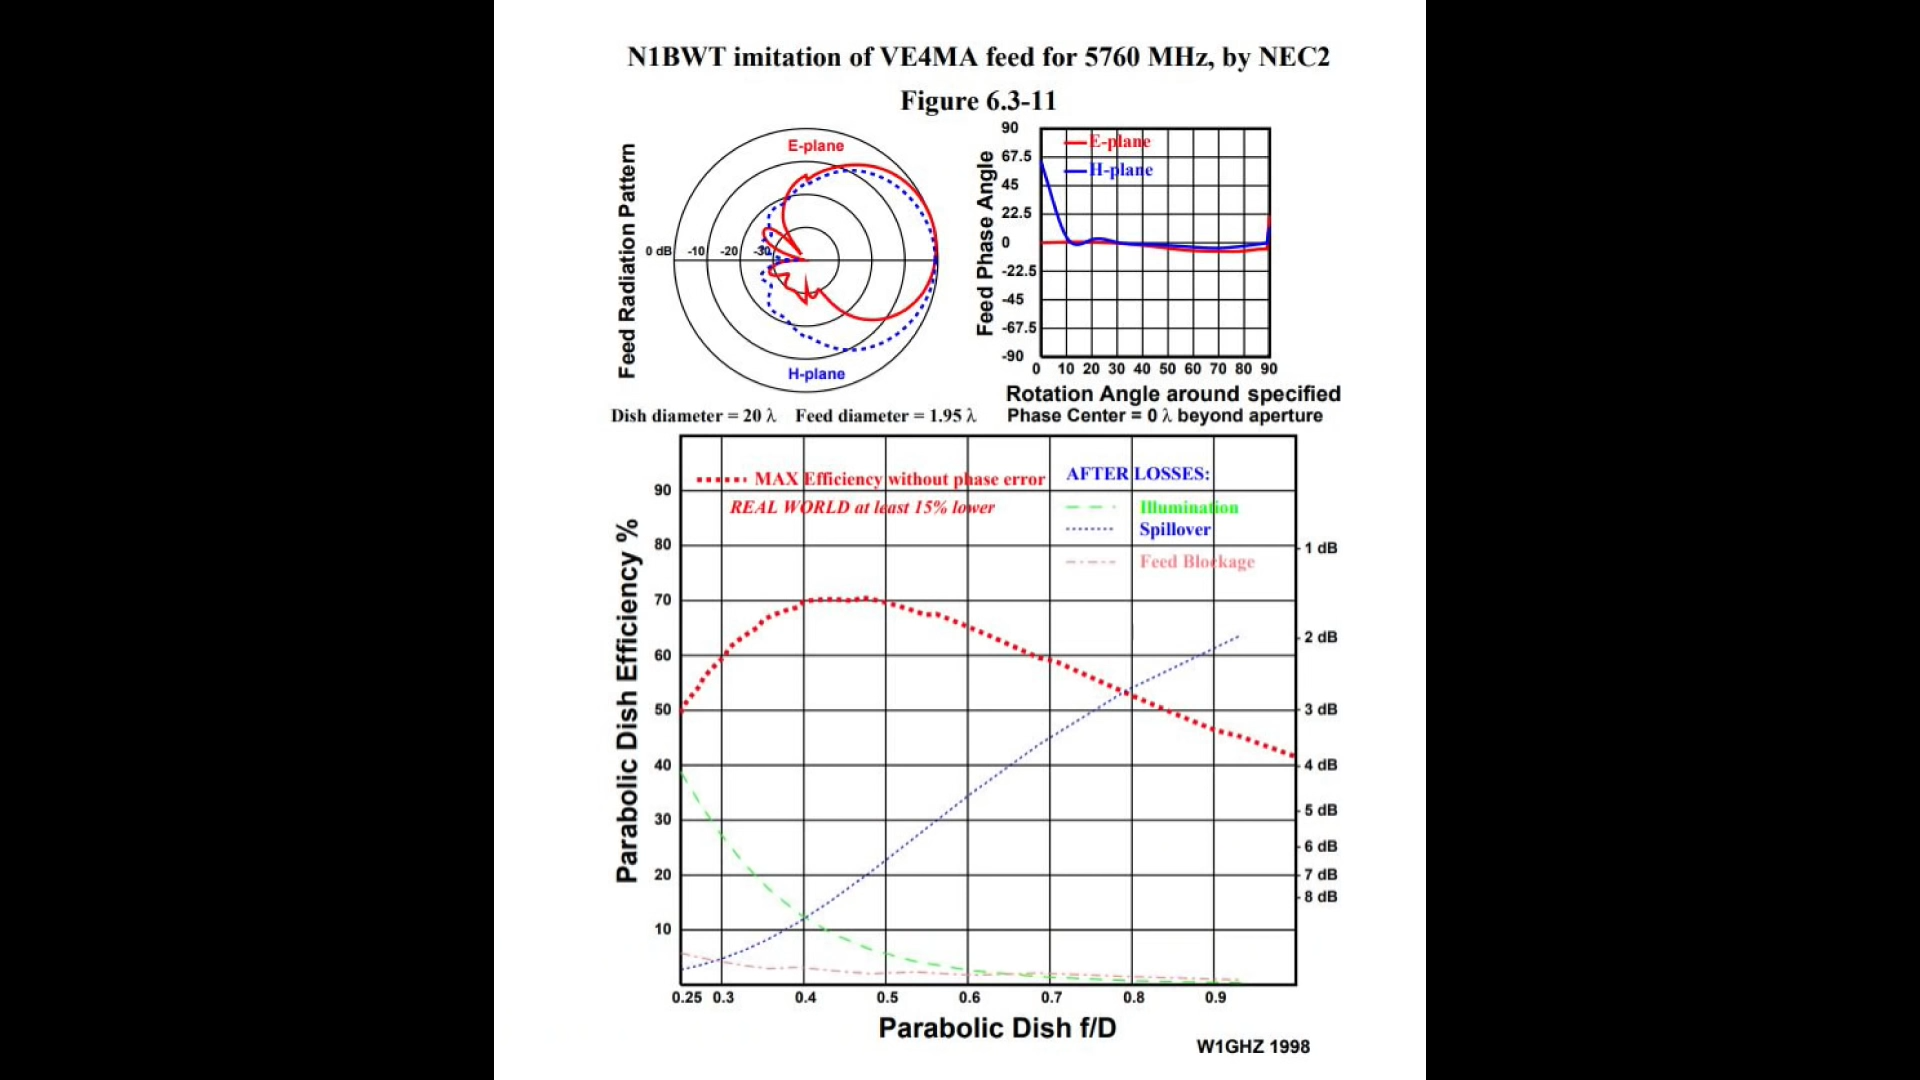 N1BWT imitation of VE4MA feed for 5760 MHz, by NEC2
Figure 6.3-11
Feed Radiation Pattern
E-plane
0 dB -10 -20 -30
H-plane
Feed Phase Angle
90
67.5
45
22.5
0
-22.5
-45
-67.5
-90
E-plane
H-plane
0 10 20 30 40 50 60 70 80 90
Rotation Angle around specified
Dish diameter = 20 λ Feed diameter = 1.95 λ Phase Center = 0 λ beyond aperture
MAX Efficiency without phase error
REAL WORLD at least 15% lower
AFTER LOSSES:
Illumination
Spillover
Feed Blockage
Parabolic Dish Efficiency %
90
80
70
60
50
40
30
20
10
1 dB
2 dB
3 dB
4 dB
5 dB
6 dB
7 dB
8 dB
0.25 0.3 0.4 0.5 0.6 0.7 0.8 0.9
Parabolic Dish f/D
W1GHZ 1998